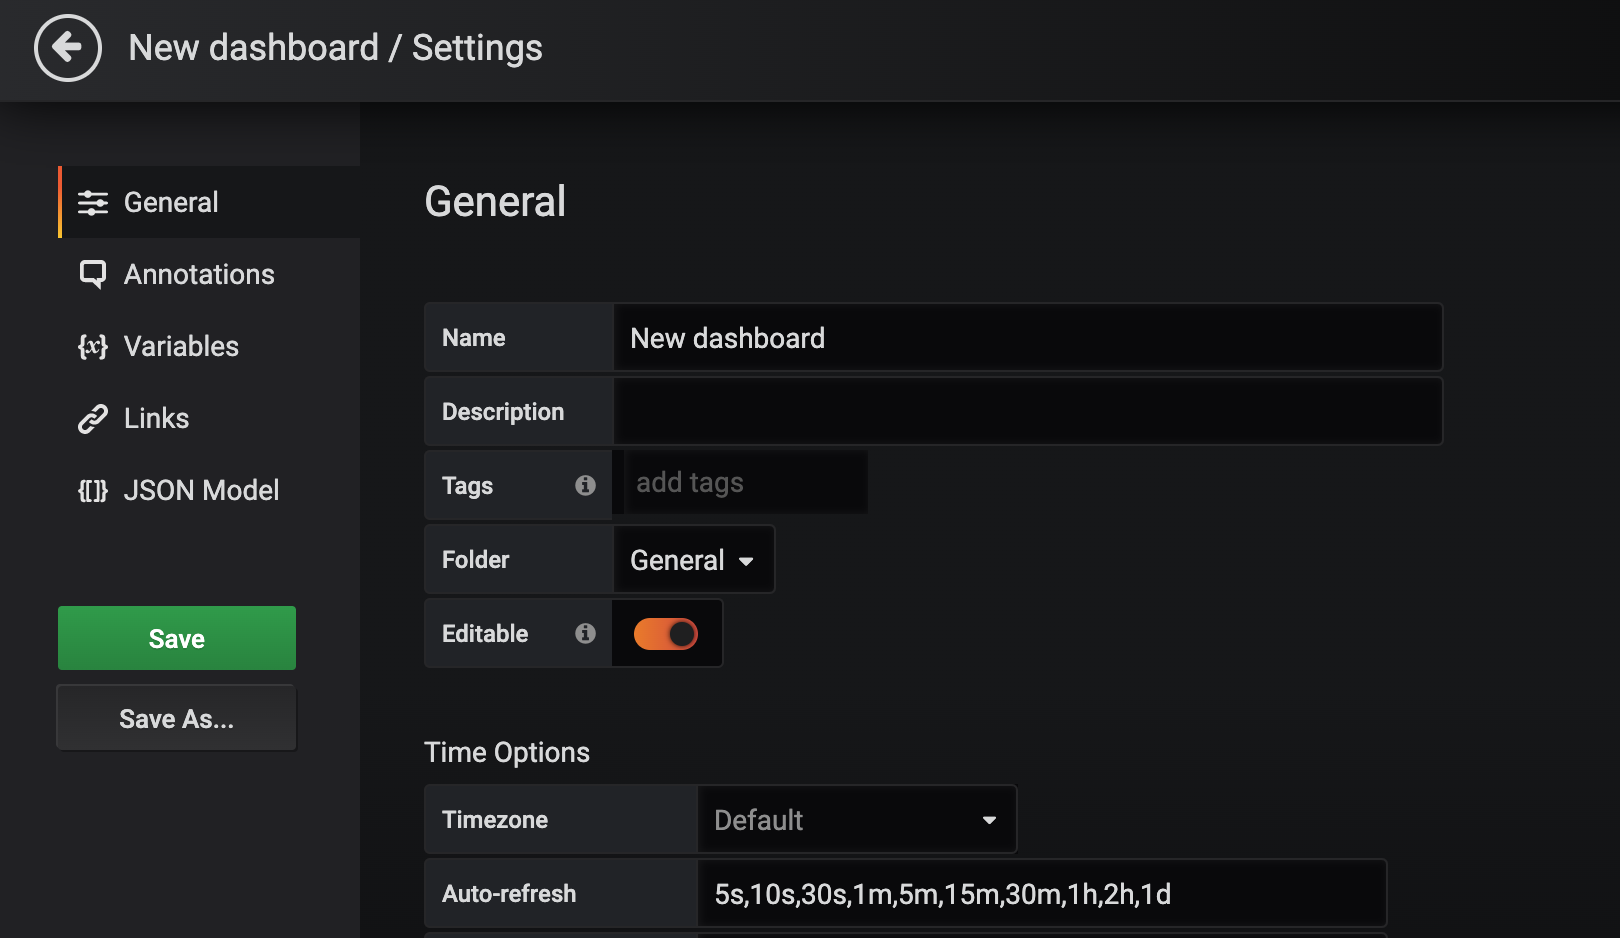 New dashboard / Settings
General
Annotations
Variables
Links
JSON Model
Save
Save As...
General
Name New dashboard
Description
Tags add tags
Folder General
Editable
Time Options
Timezone Default
Auto-refresh 5s,10s,30s,1m,5m,15m,30m,1h,2h,1d